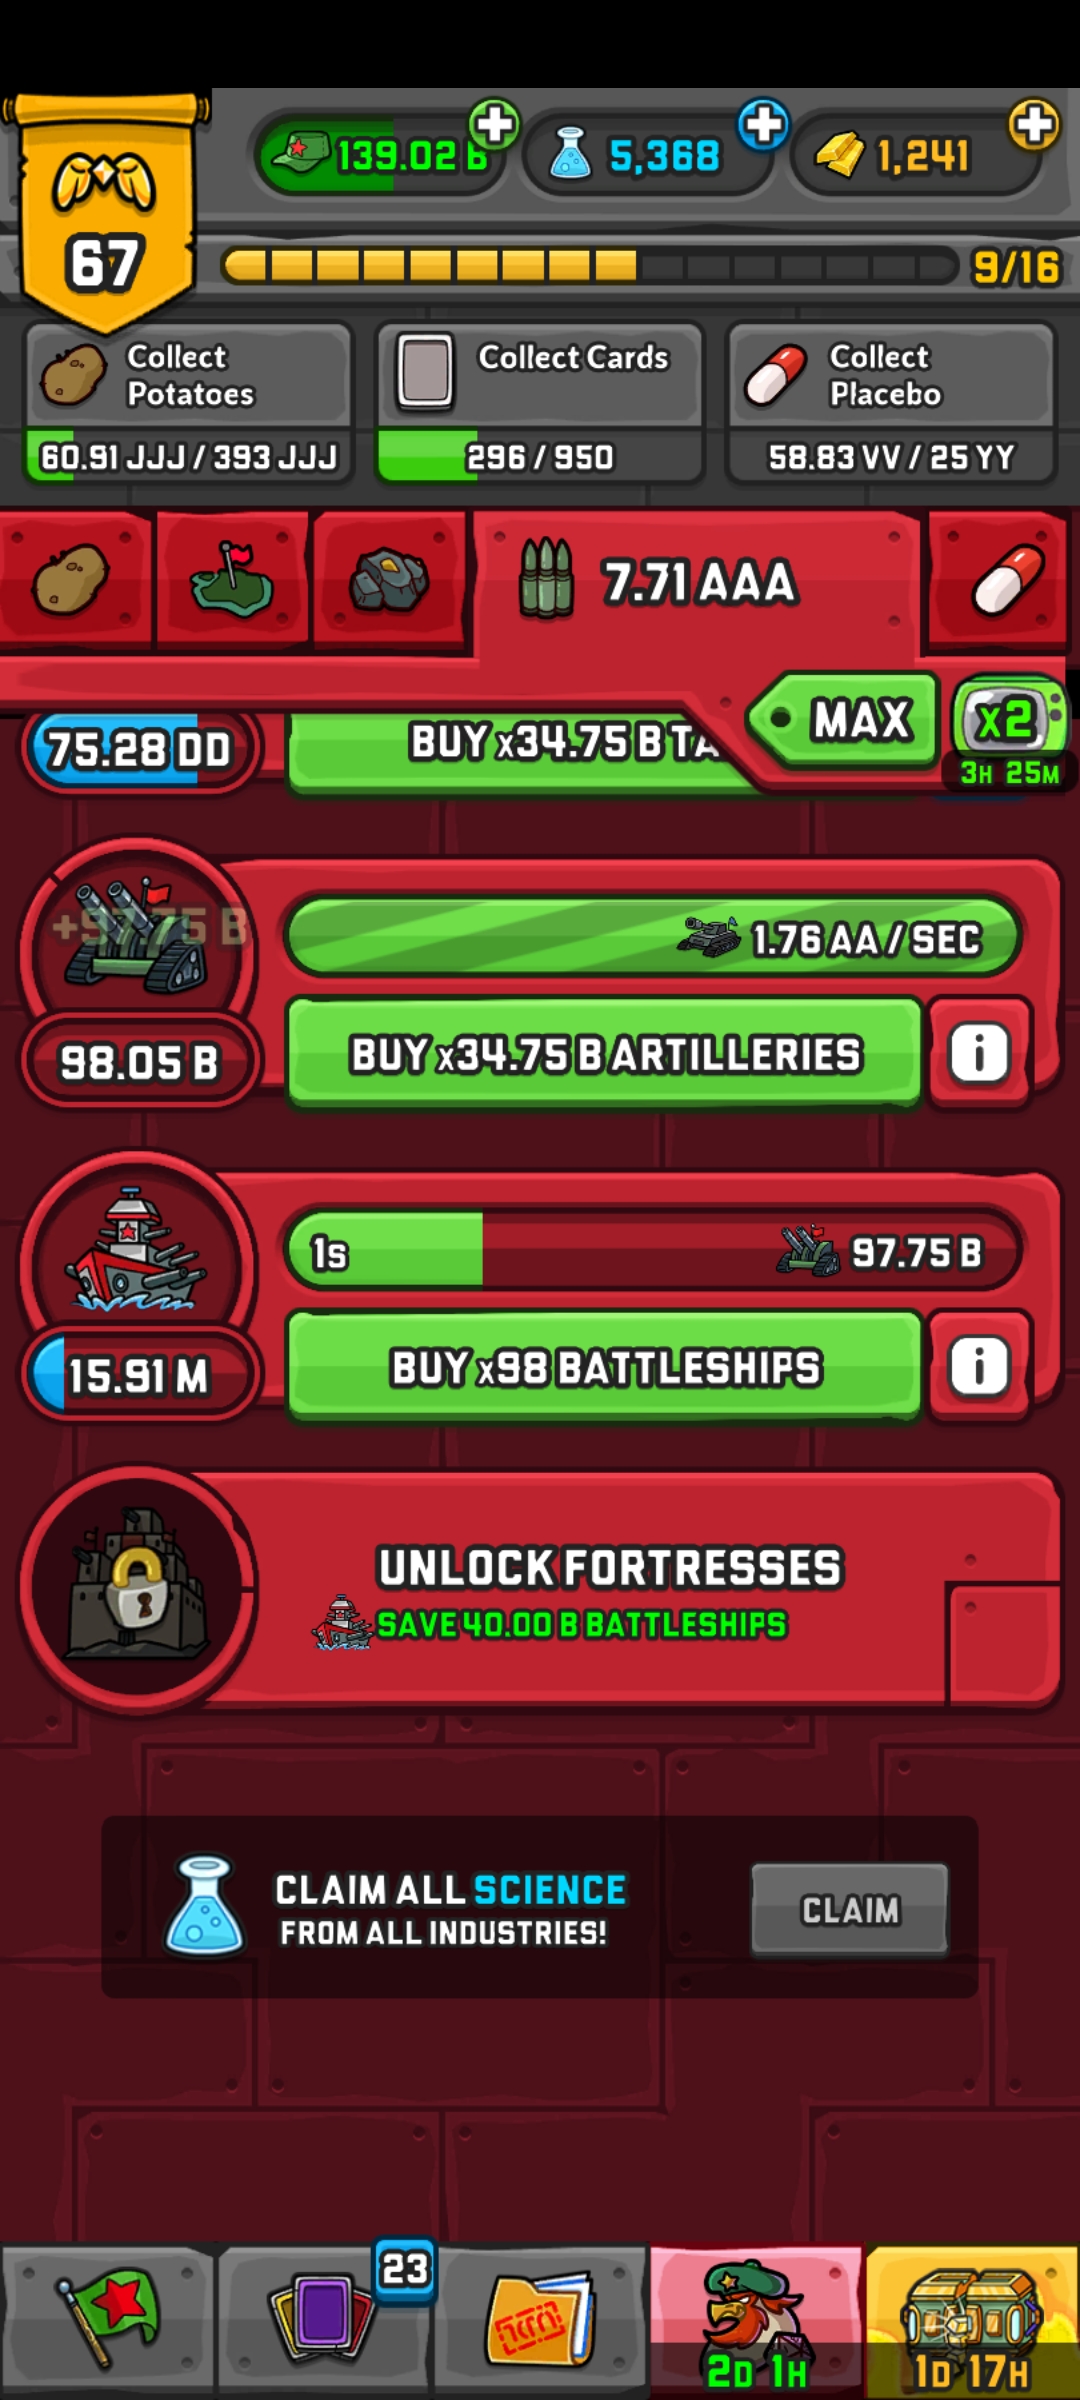 139.02 B
5,368
1,241
67
9/16
Collect
Potatoes
60.91 JJJ / 393 JJJ
Collect Cards
296 / 950
Collect
Placebo
58.83 VV / 25 YY
7.71 AAA
MAX
x2
3H 25M
75.28 DD
BUY x34.75 B TA
+97.75 B
1.76 AA / SEC
98.05 B
BUY x34.75 B ARTILLERIES
i
1s
97.75 B
15.91 M
BUY x98 BATTLESHIPS
i
UNLOCK FORTRESSES
SAVE 40.00 B BATTLESHIPS
CLAIM ALL SCIENCE
FROM ALL INDUSTRIES!
CLAIM
23
2D 1H
1D 17H